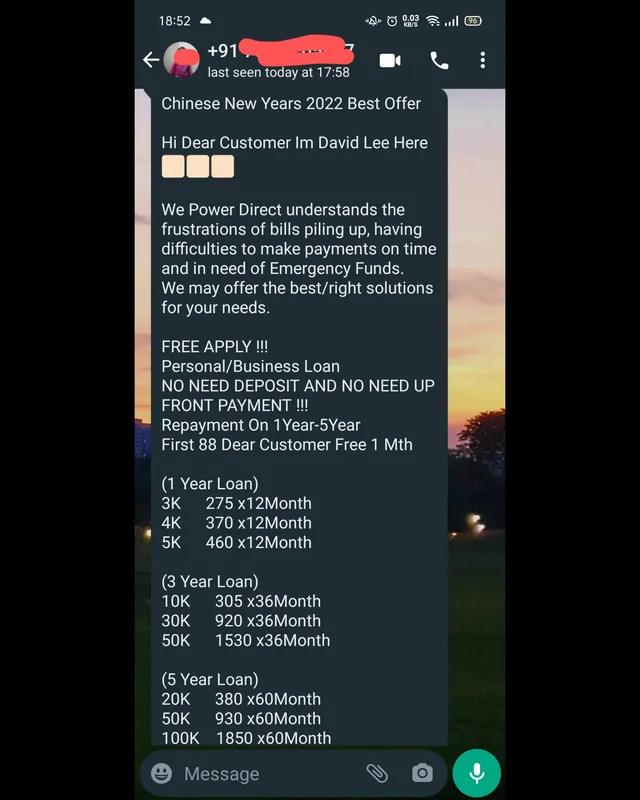 18:52
0.03 KB/S
96
+91
last seen today at 17:58
Chinese New Years 2022 Best Offer
Hi Dear Customer Im David Lee Here
We Power Direct understands the
frustrations of bills piling up, having
difficulties to make payments on time
and in need of Emergency Funds.
We may offer the best/right solutions
for your needs.
FREE APPLY !!!
Personal/Business Loan
NO NEED DEPOSIT AND NO NEED UP
FRONT PAYMENT !!!
Repayment On 1Year-5Year
First 88 Dear Customer Free 1 Mth
(1 Year Loan)
3K 275 x12Month
4K 370 x12Month
5K 460 x12Month
(3 Year Loan)
10K 305 x36Month
30K 920 x36Month
50K 1530 x36Month
(5 Year Loan)
20K 380 x60Month
50K 930 x60Month
100K 1850 x60Month
Message